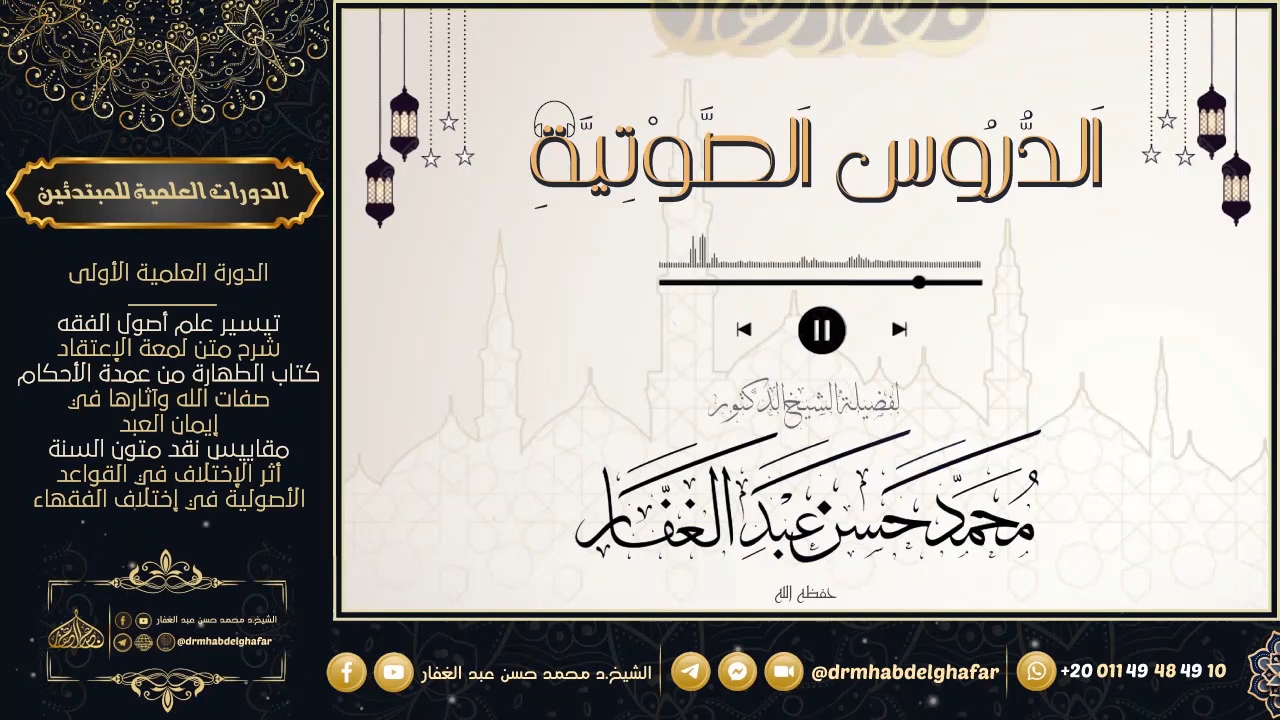 الدُّرُوس الصَّوْتِيَّةِ
لفضيلة الشيخ الدكتور
مُحَمَّد حَسَن عَبْدِ الغَفَّار
حفظه الله
الدورات العلمية للمبتدئين
الدورة العلمية الأولى
تيسير علم أصول الفقه
شرح متن لمعة الإعتقاد
كتاب الطهارة من عمدة الأحكام
صفات الله وآثارها في
إيمان العبد
مقاييس نقد متون السنة
أثر الإختلاف في القواعد
الأصولية في إختلاف الفقهاء
الشيخ.د محمد حسن عبد الغفار
@drmhabdelghafar
الشيخ.د محمد حسن عبد الغفار
@drmhabdelghafar
+20 011 49 48 49 10